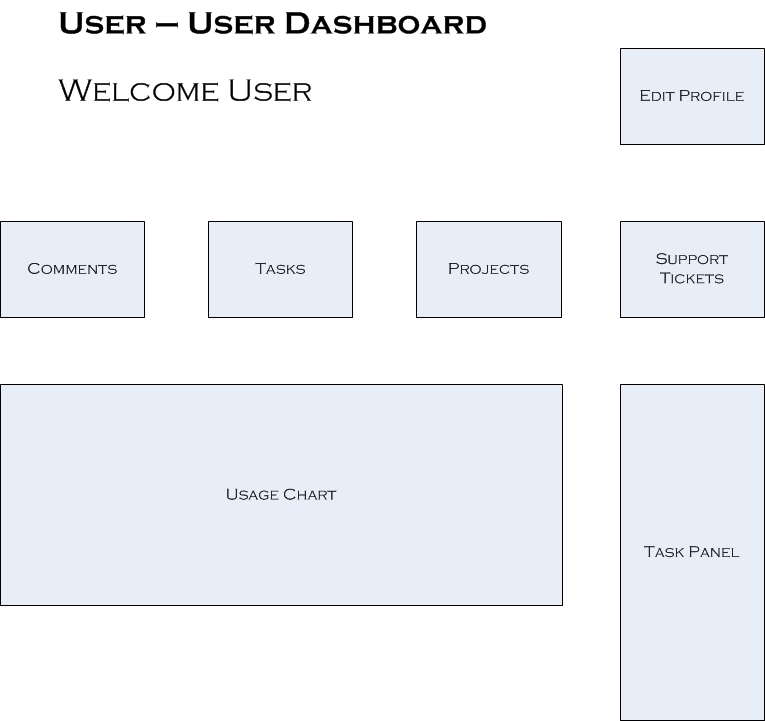 User – User Dashboard
Welcome User
Edit Profile
Comments
Tasks
Projects
Support
Tickets
Usage Chart
Task Panel